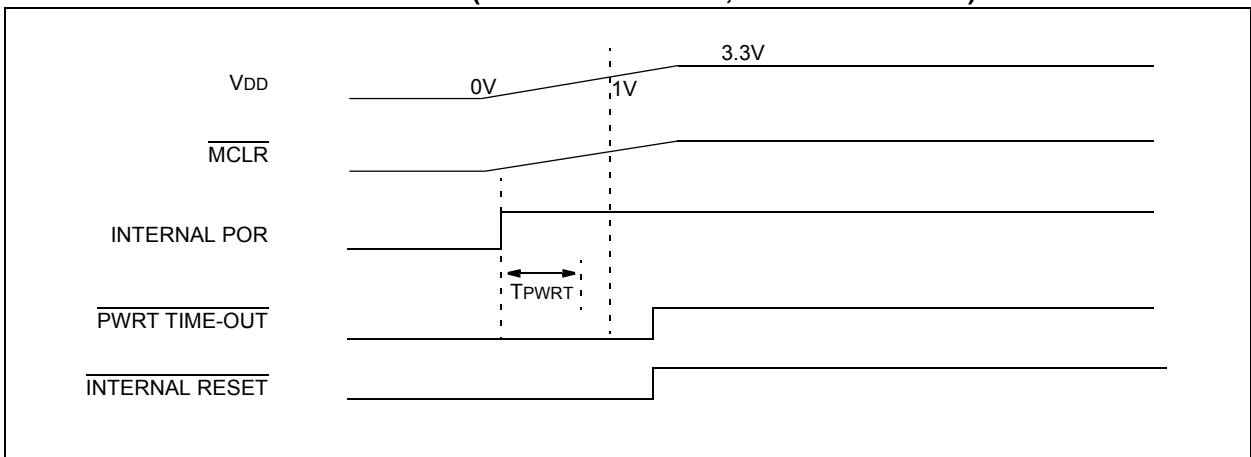 3.3V
VDD
0V
1V
MCLR
INTERNAL POR
TPWRT
PWRT TIME-OUT
INTERNAL RESET